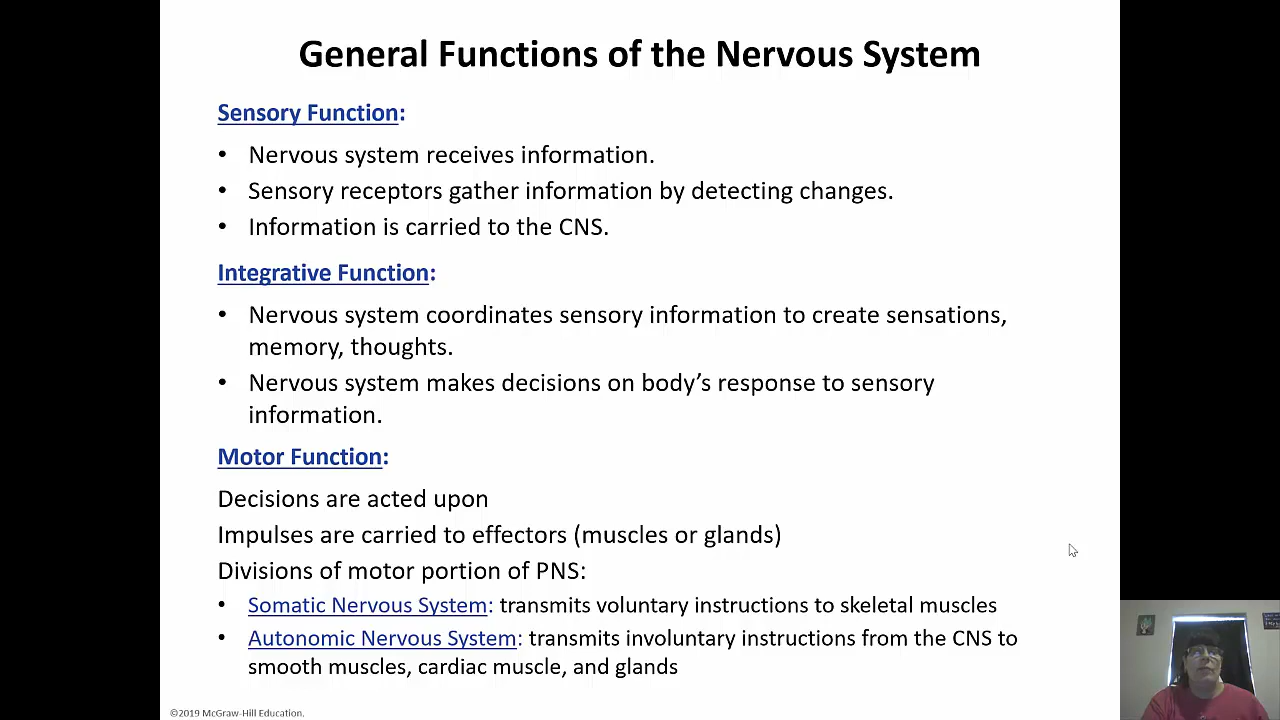 General Functions of the Nervous System
Sensory Function:
• Nervous system receives information.
• Sensory receptors gather information by detecting changes.
• Information is carried to the CNS.
Integrative Function:
• Nervous system coordinates sensory information to create sensations,
memory, thoughts.
• Nervous system makes decisions on body’s response to sensory
information.
Motor Function:
Decisions are acted upon
Impulses are carried to effectors (muscles or glands)
Divisions of motor portion of PNS:
• Somatic Nervous System: transmits voluntary instructions to skeletal muscles
• Autonomic Nervous System: transmits involuntary instructions from the CNS to
smooth muscles, cardiac muscle, and glands
©2019 McGraw-Hill Education.